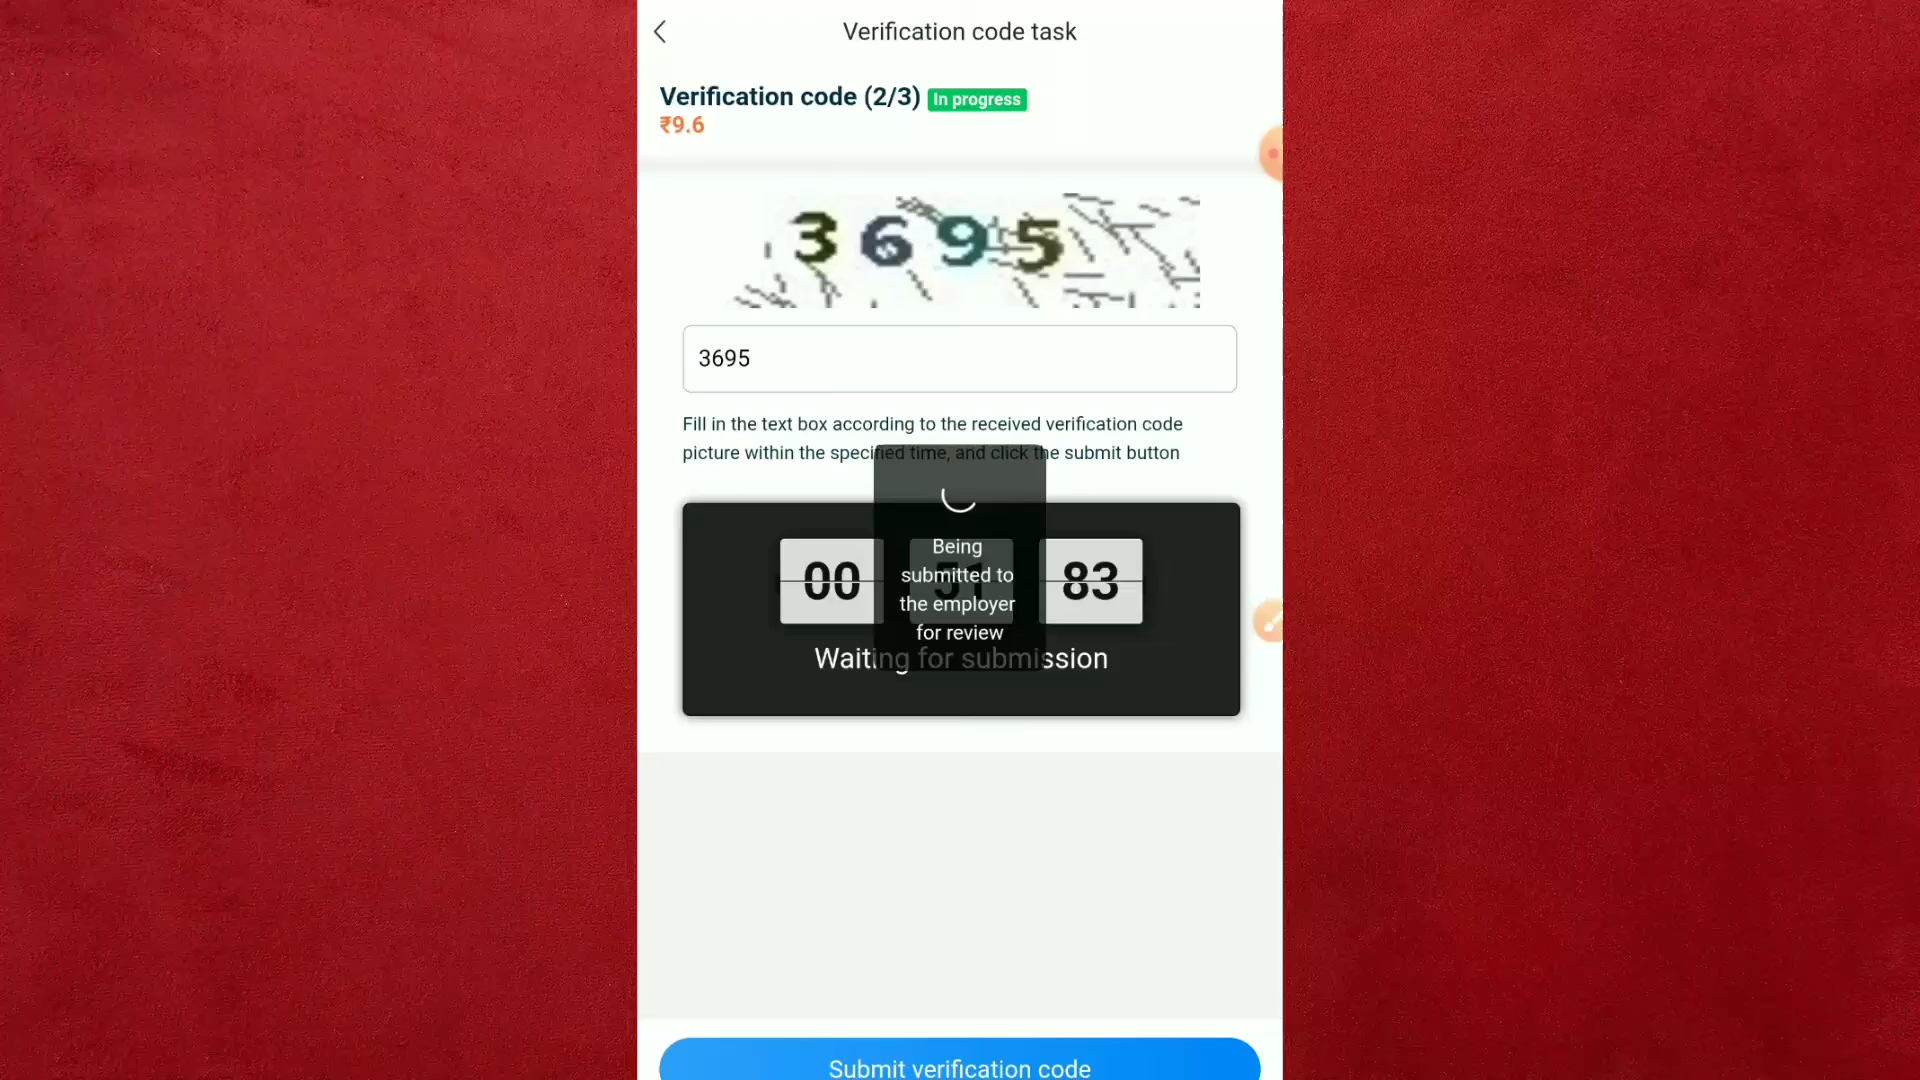 Verification code task
Verification code (2/3) In progress
₹9.6
3695
3695
Fill in the text box according to the received verification code
picture within the specified time, and click the submit button
00 51 83
Being
submitted to
the employer
for review
Waiting for submission
Submit verification code